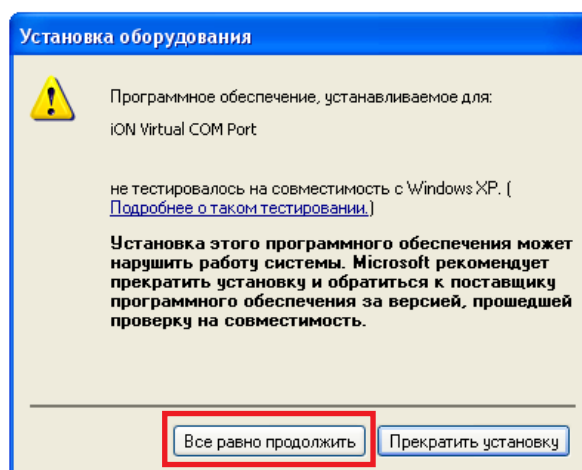 Установка оборудования
Программное обеспечение, устанавливаемое для:
iON Virtual COM Port
не тестировалось на совместимость с Windows XP. (
Подробнее о таком тестировании.)
Установка этого программного обеспечения может
нарушить работу системы. Microsoft рекомендует
прекратить установку и обратиться к поставщику
программного обеспечения за версией, прошедшей
проверку на совместимость.
Все равно продолжить
Прекратить установку